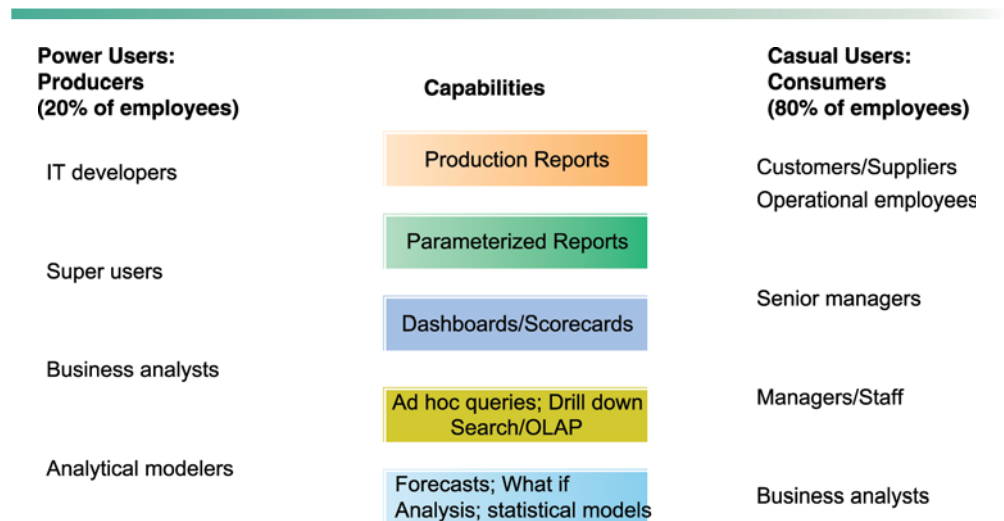 Power Users:
Producers
(20% of employees)
IT developers
Super users
Business analysts
Analytical modelers
Capabilities
Production Reports
Parameterized Reports
Dashboards/Scorecards
Ad hoc queries; Drill down
Search/OLAP
Forecasts; What if
Analysis; statistical models
Casual Users:
Consumers
(80% of employees)
Customers/Suppliers
Operational employees
Senior managers
Managers/Staff
Business analysts